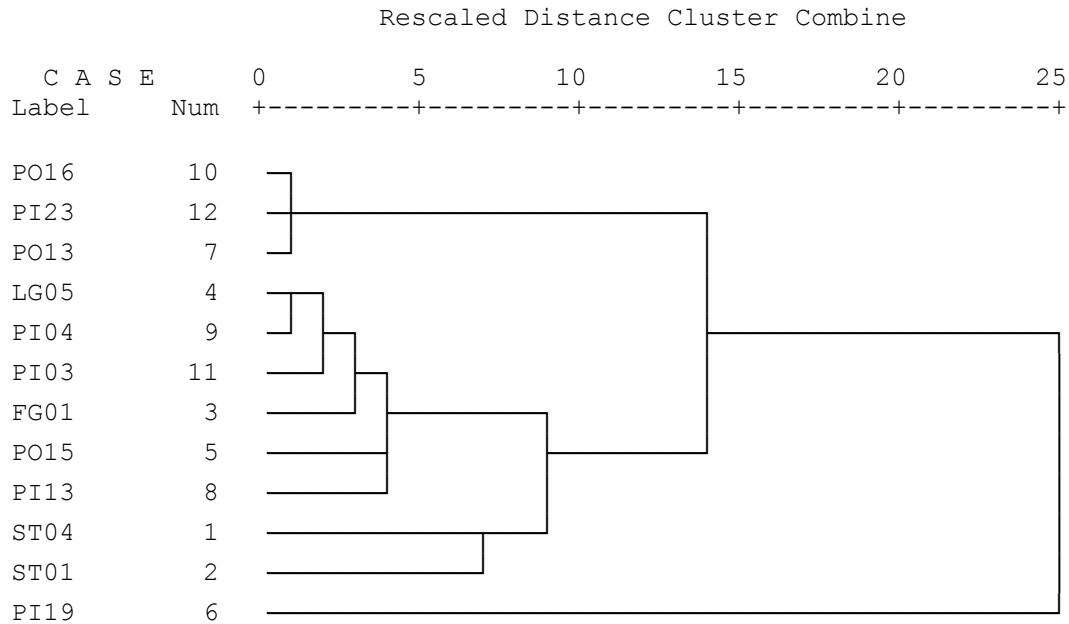 Rescaled Distance Cluster Combine
C A S E 0 5 10 15 20 25
Label Num +---------+---------+---------+---------+---------+
PO16 10
PI23 12
PO13 7
LG05 4
PI04 9
PI03 11
FG01 3
PO15 5
PI13 8
ST04 1
ST01 2
PI19 6